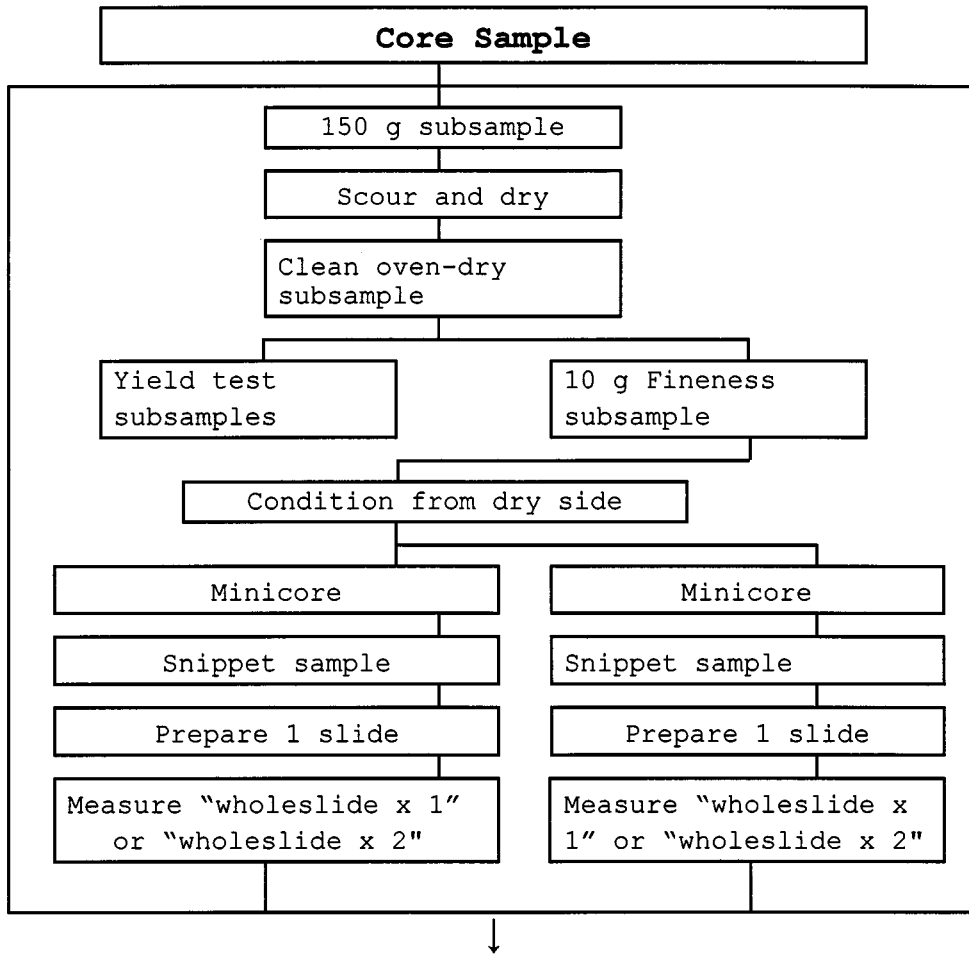 Core Sample
150 g subsample
Scour and dry
Clean oven-dry
subsample
Yield test
subsamples
10 g Fineness
subsample
Condition from dry side
Minicore
Minicore
Snippet sample
Snippet sample
Prepare 1 slide
Prepare 1 slide
Measure “wholeslide x 1”
or “wholeslide x 2"
Measure “wholeslide x
1” or “wholeslide x 2"